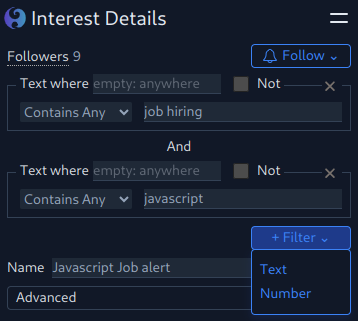 Interest Details
Followers 9 Follow
Text where empty: anywhere Not
Contains Any job hiring
And
Text where empty: anywhere Not
Contains Any javascript
+ Filter
Name Javascript Job alert
Text
Number
Advanced